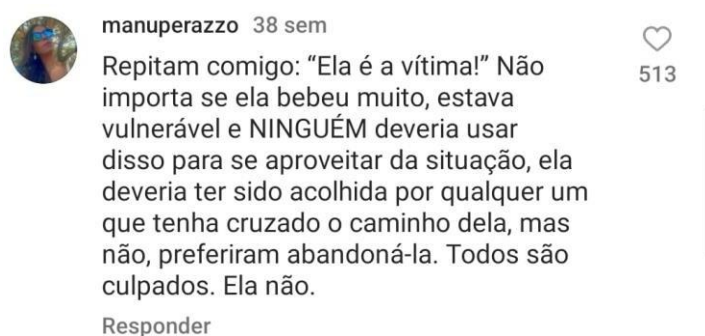 manuperazzo 38 sem
Repitam comigo: “Ela é a vítima!” Não
importa se ela bebeu muito, estava
vulnerável e NINGUÉM deveria usar
disso para se aproveitar da situação, ela
deveria ter sido acolhida por qualquer um
que tenha cruzado o caminho dela, mas
não, preferiram abandoná-la. Todos são
culpados. Ela não.
513
Responder